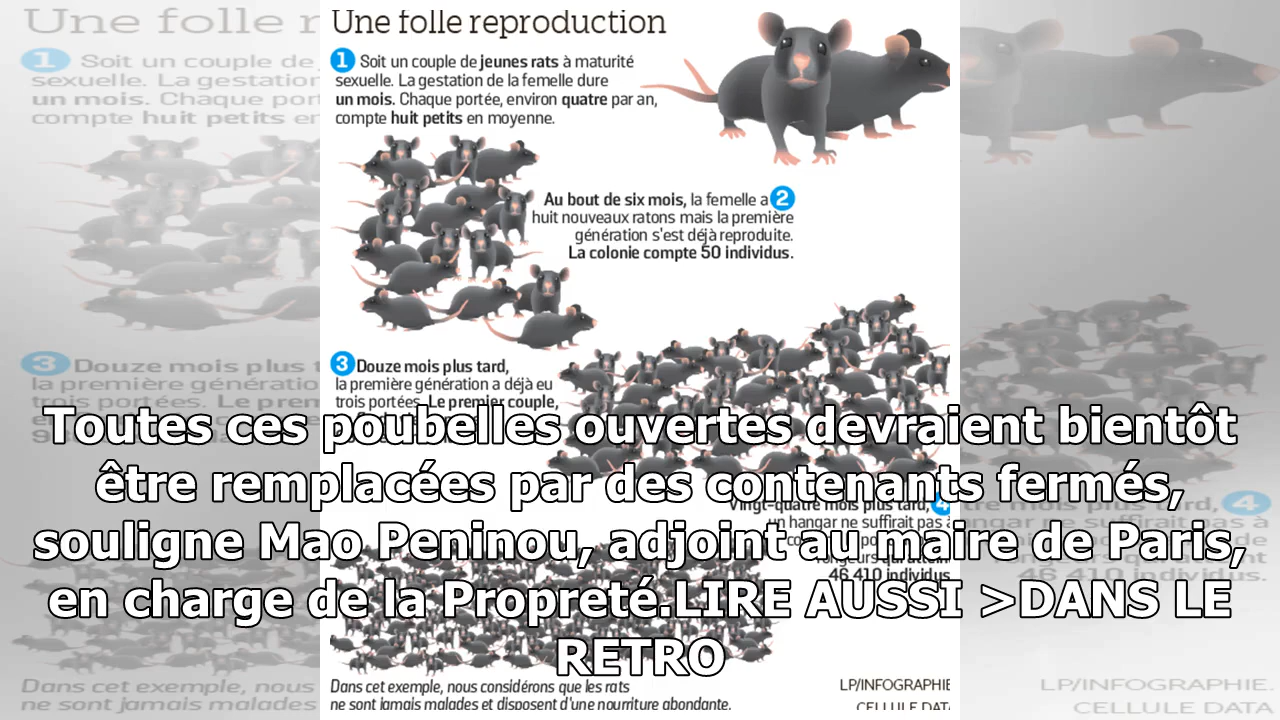 Une folle reproduction
1 Soit un couple de jeunes rats à maturité
sexuelle. La gestation de la femelle dure
un mois. Chaque portée, environ quatre par an,
compte huit petits en moyenne.
Au bout de six mois, la femelle a 2
huit nouveaux ratons mais la première
génération s'est déjà reproduite.
La colonie compte 50 individus.
3 Douze mois plus tard,
la première génération a déjà eu
trois portées. Le premier couple,
Vingt-quatre mois plus tard, 4
un hangar ne suffirait pas à
46 410 individus
Toutes ces poubelles ouvertes devraient bientôt
être remplacées par des contenants fermés,
souligne Mao Peninou, adjoint au maire de Paris,
en charge de la Propreté.LIRE AUSSI >DANS LE
RETRO
Dans cet exemple, nous considérons que les rats
ne sont jamais malades et disposent d'une nourriture abondante.
LP/INFOGRAPHIE
CELLULE DATA